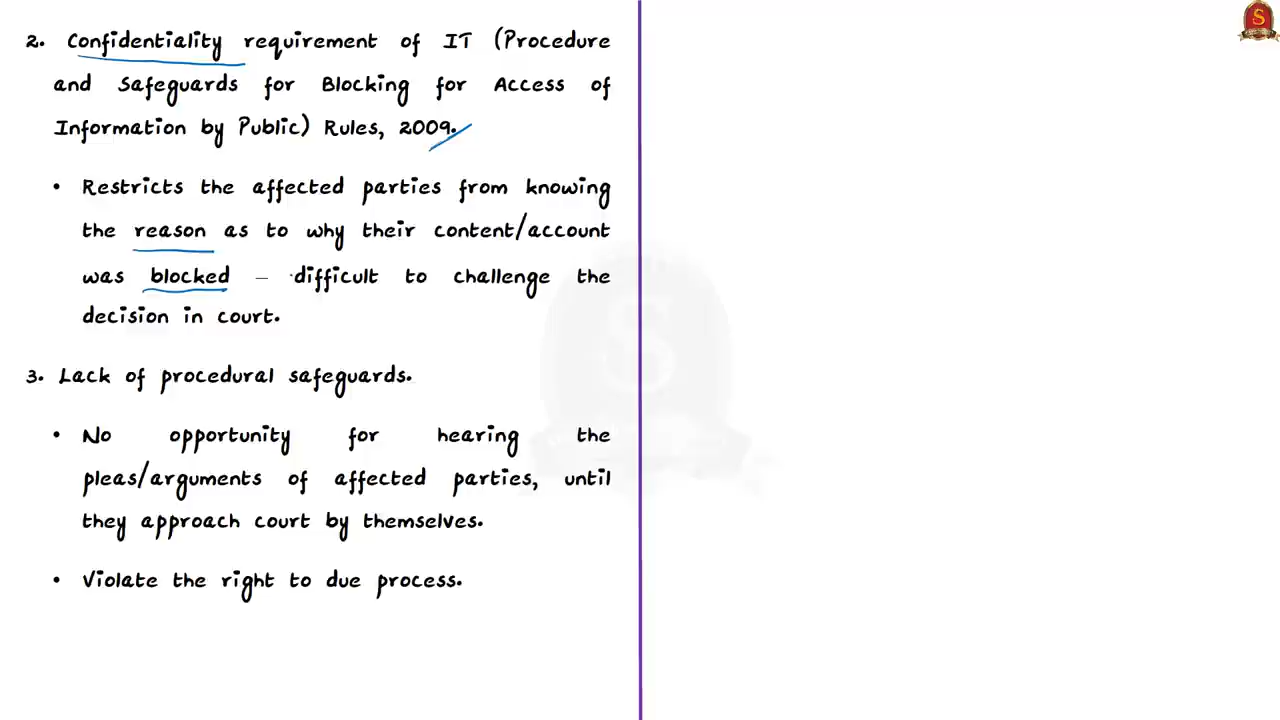 2. Confidentiality requirement of IT (Procedure
and Safeguards for Blocking for Access of
Information by Public) Rules, 2009.
• Restricts the affected parties from knowing
the reason as to why their content/account
was blocked – difficult to challenge the
decision in court.
3. Lack of procedural safeguards.
• No opportunity for hearing the
pleas/arguments of affected parties, until
they approach court by themselves.
• Violate the right to due process.